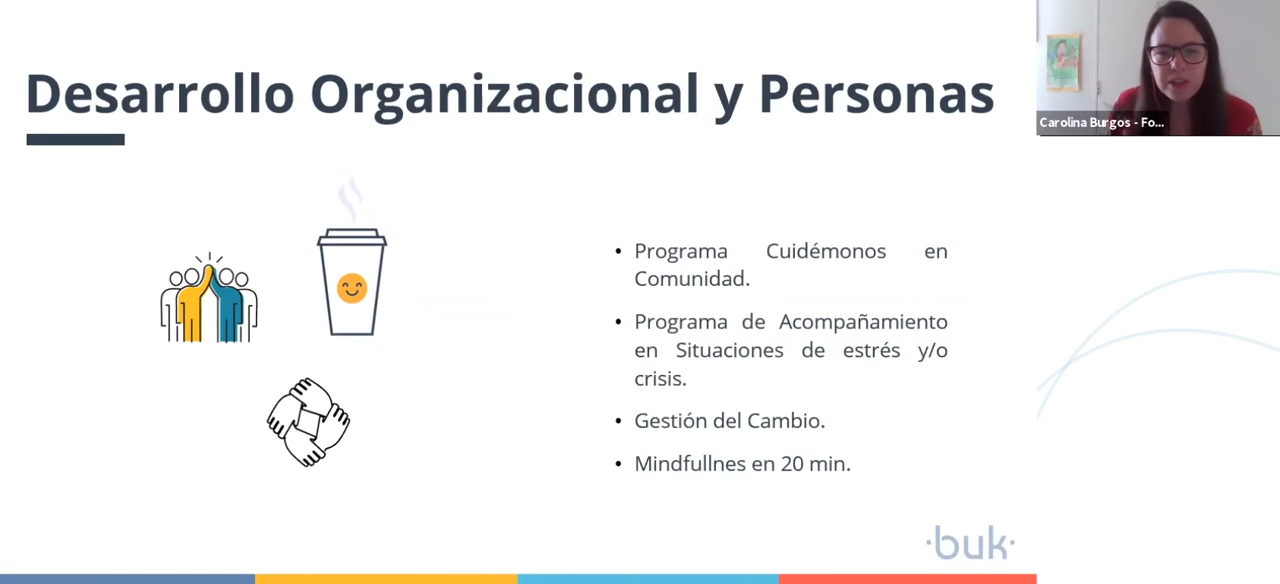 Desarrollo Organizacional y Personas
Carolina Burgos - Fo...
• Programa Cuidémonos en
Comunidad.
• Programa de Acompañamiento
en Situaciones de estrés y/o
crisis.
• Gestión del Cambio.
• Mindfullnes en 20 min.
·buk·